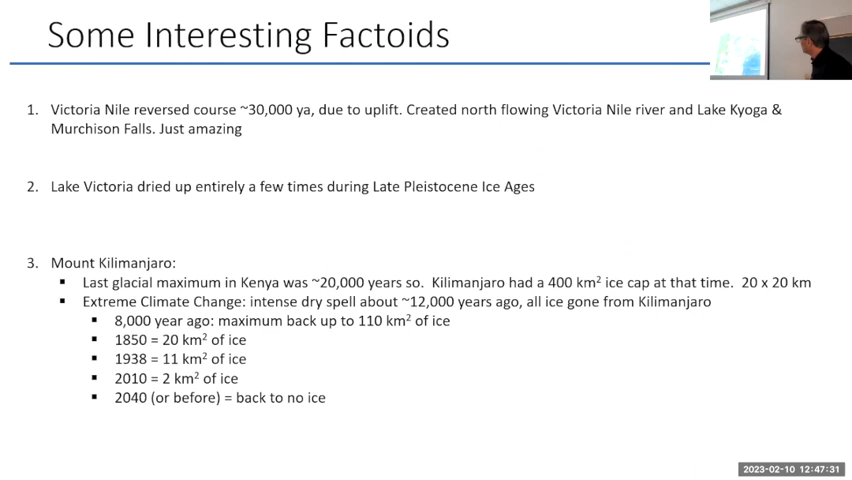 Some Interesting Factoids
1. Victoria Nile reversed course ~30,000 ya, due to uplift. Created north flowing Victoria Nile river and Lake Kyoga &
Murchison Falls. Just amazing
2. Lake Victoria dried up entirely a few times during Late Pleistocene Ice Ages
3. Mount Kilimanjaro:
▪ Last glacial maximum in Kenya was ~20,000 years so. Kilimanjaro had a 400 km² ice cap at that time. 20 x 20 km
▪ Extreme Climate Change: intense dry spell about ~12,000 years ago, all ice gone from Kilimanjaro
▪ 8,000 year ago: maximum back up to 110 km² of ice
▪ 1850 = 20 km² of ice
▪ 1938 = 11 km² of ice
▪ 2010 = 2 km² of ice
▪ 2040 (or before) = back to no ice
2023-02-10 12:47:31